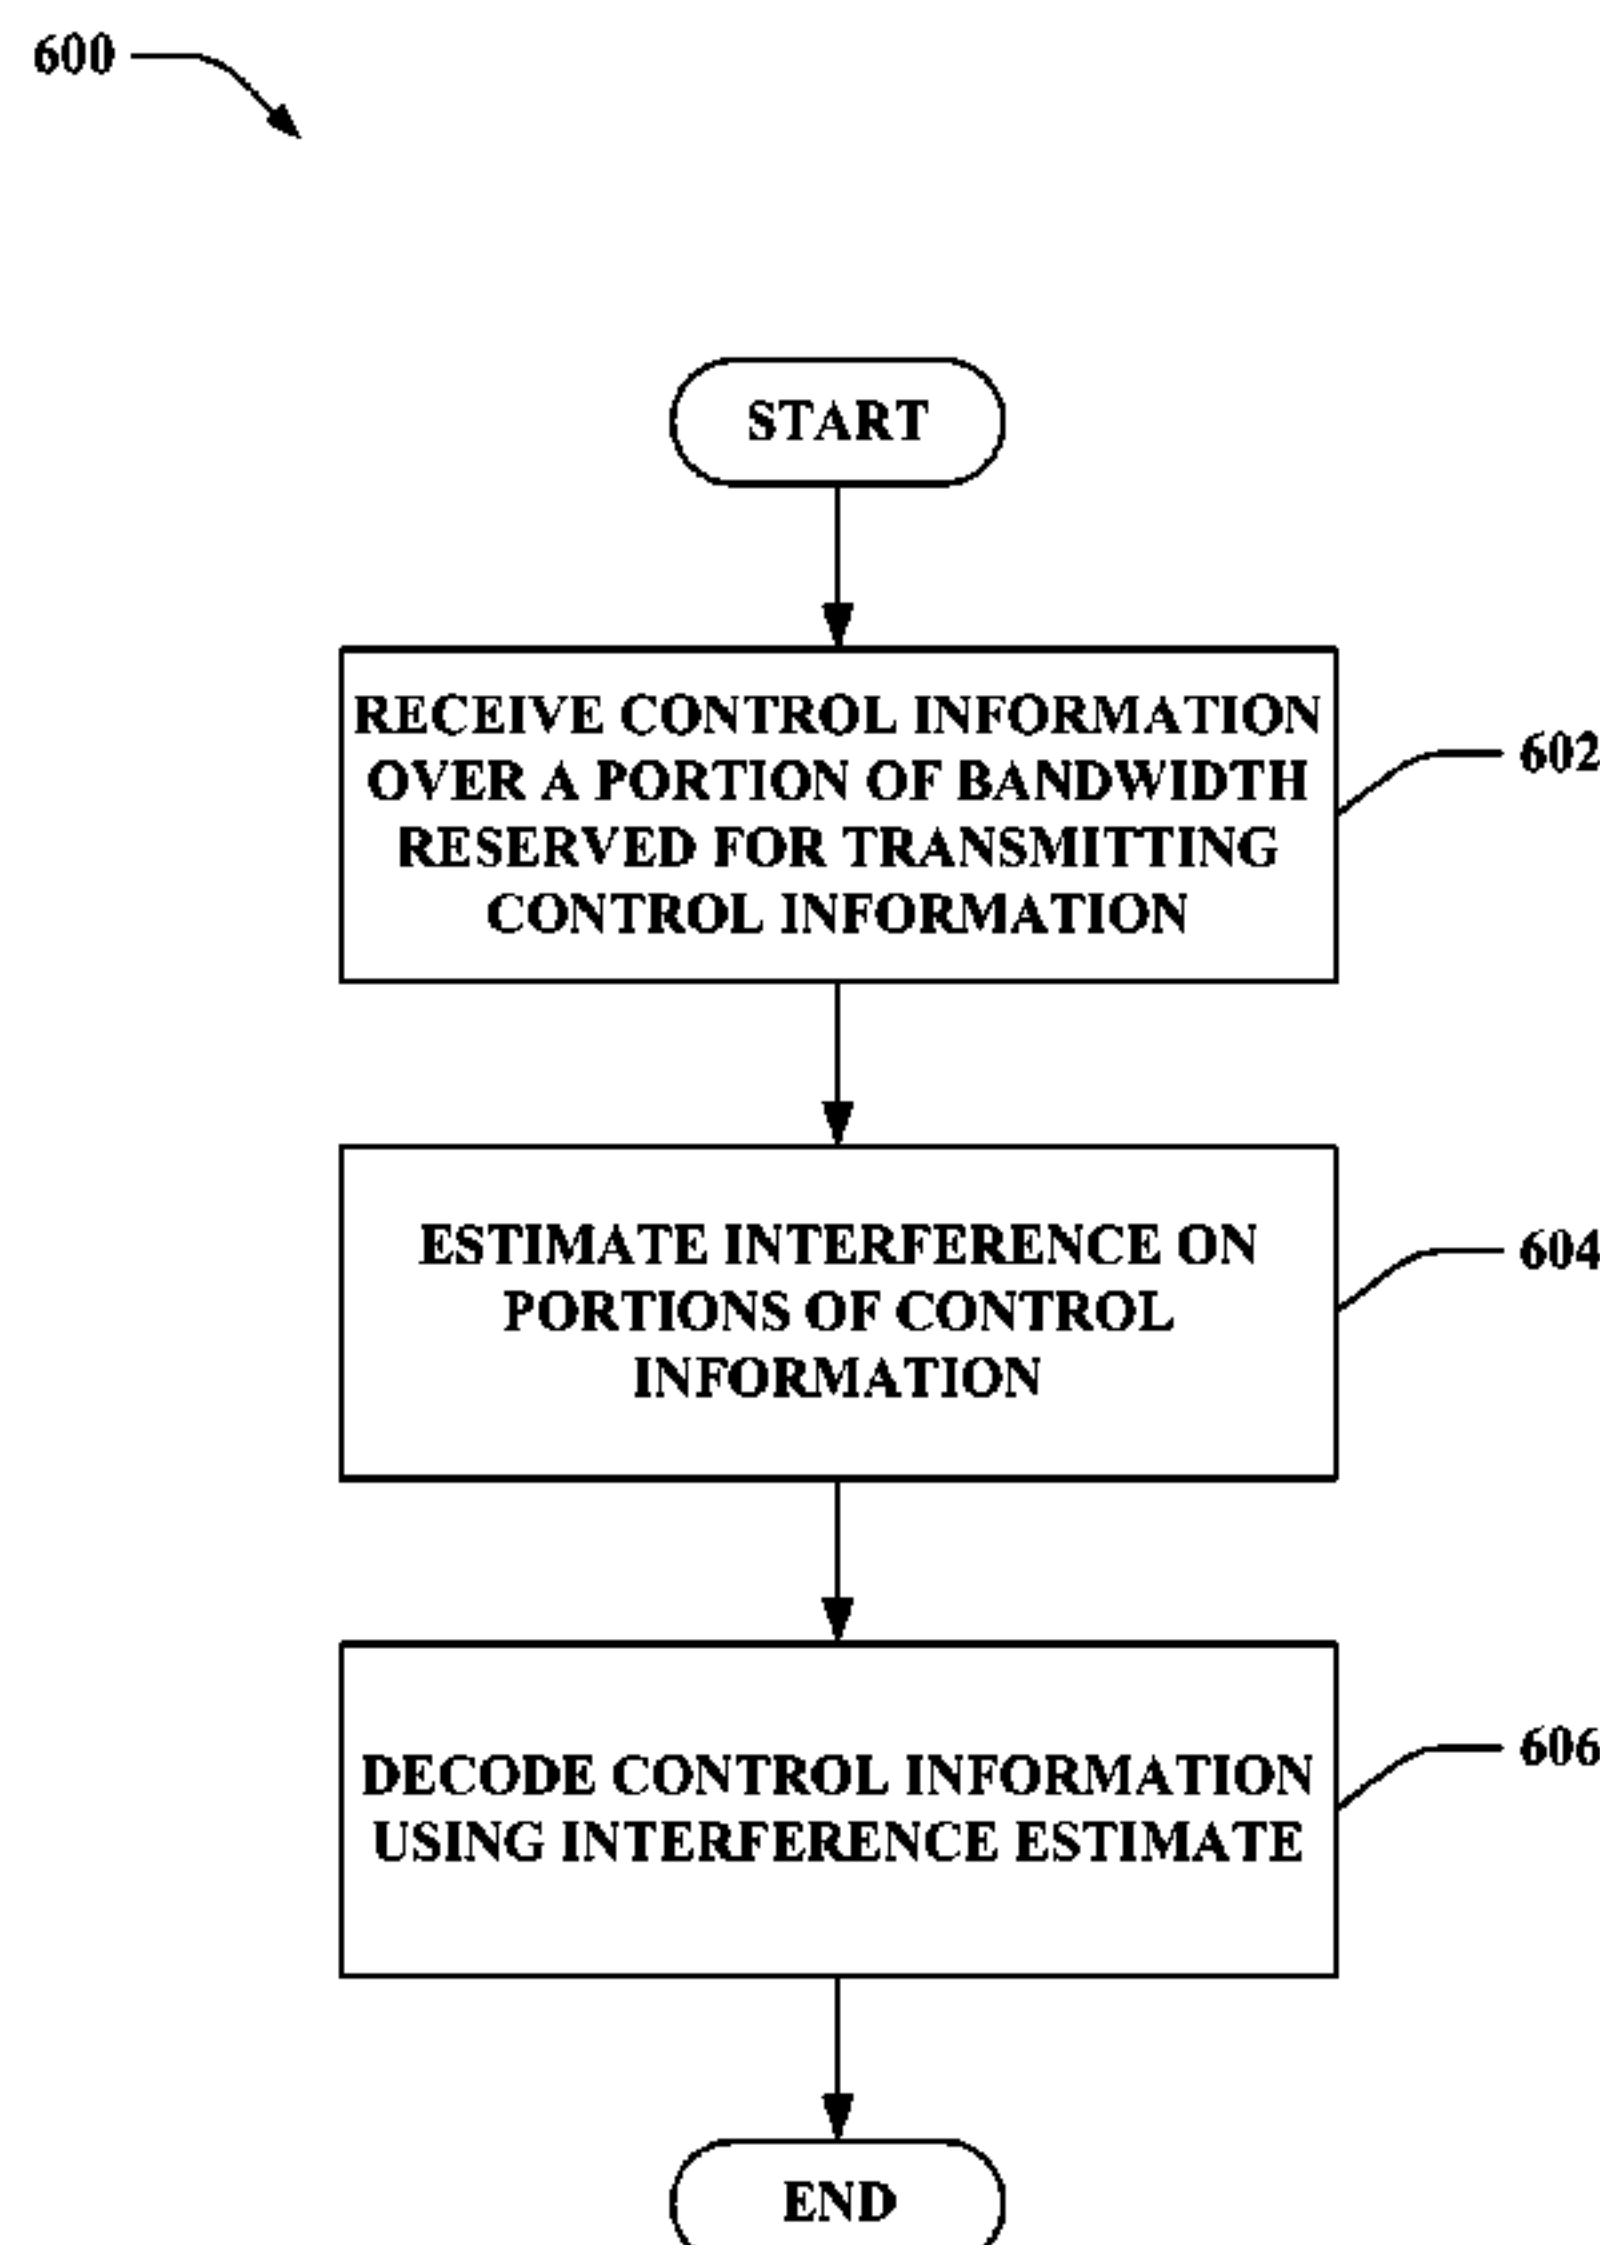 600
START
RECEIVE CONTROL INFORMATION
OVER A PORTION OF BANDWIDTH
RESERVED FOR TRANSMITTING
CONTROL INFORMATION
602
ESTIMATE INTERFERENCE ON
PORTIONS OF CONTROL
INFORMATION
604
DECODE CONTROL INFORMATION
USING INTERFERENCE ESTIMATE
606
END